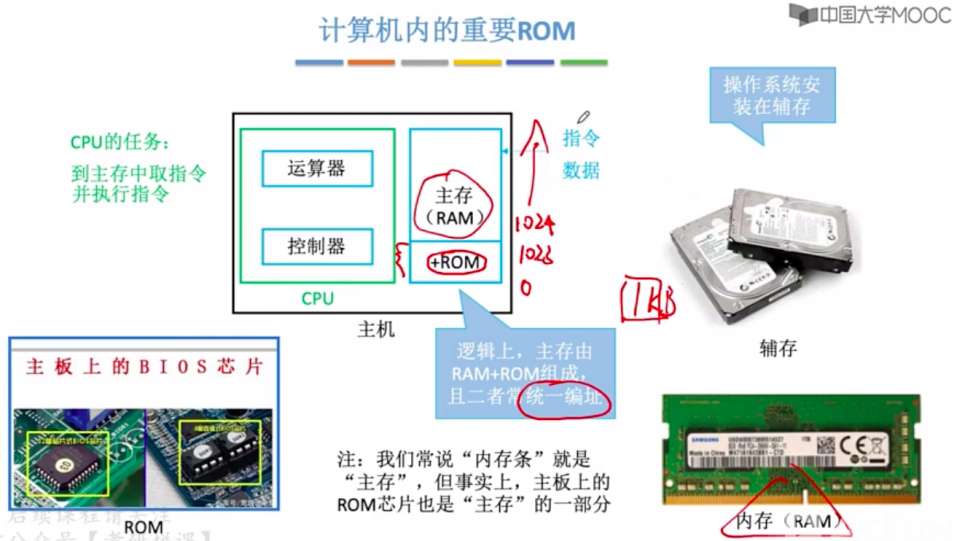 中国大学MOOC
计算机内的重要ROM
操作系统安
装在辅存
CPU的任务：
到主存中取指令
并执行指令
运算器
控制器
CPU
主存
（RAM）
+ROM
指令
数据
1024
1023
0
1KB
主机
辅存
逻辑上，主存由
RAM+ROM组成，
且二者常统一编址
主板上的BIOS芯片
ROM
注：我们常说“内存条”就是
“主存”，但事实上，主板上的
ROM芯片也是“主存”的一部分
SAMSUNG
Made in China
内存（RAM）